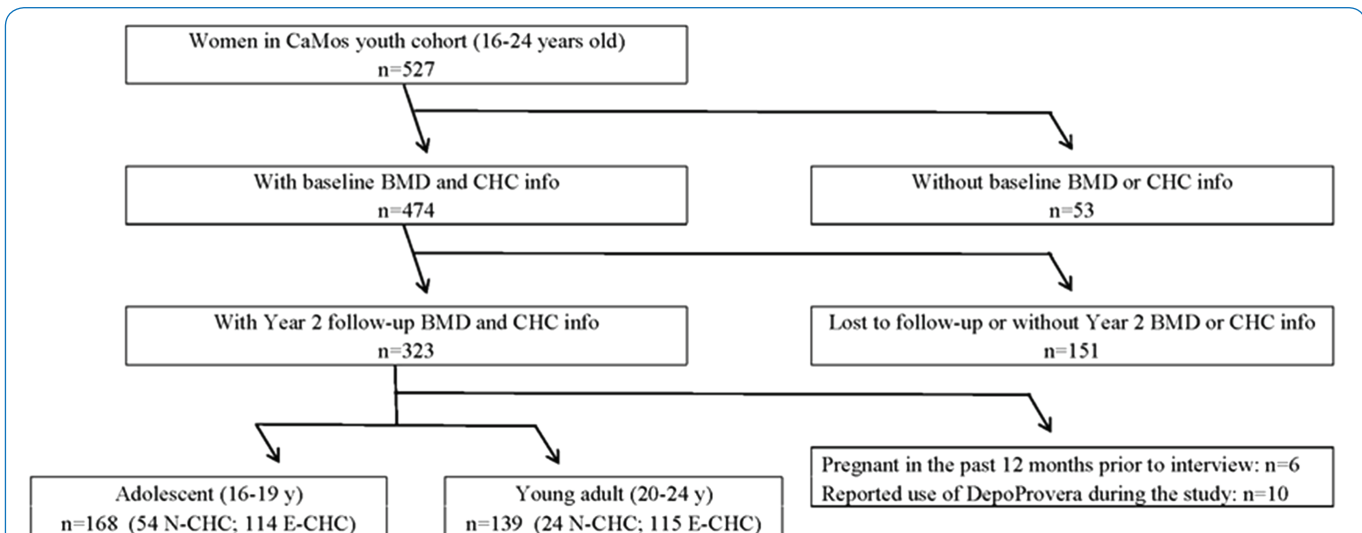 Women in CaMos youth cohort (16-24 years old)
n=527
With baseline BMD and CHC info
n=474
Without baseline BMD or CHC info
n=53
With Year 2 follow-up BMD and CHC info
n=323
Lost to follow-up or without Year 2 BMD or CHC info
n=151
Pregnant in the past 12 months prior to interview: n=6
Reported use of DepoProvera during the study: n=10
Adolescent (16-19 y)
n=168 (54 N-CHC; 114 E-CHC)
Young adult (20-24 y)
n=139 (24 N-CHC; 115 E-CHC)